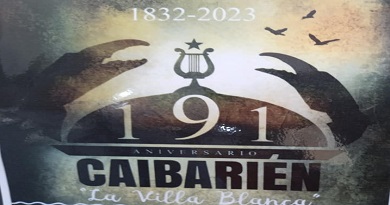 1832-2023
191
ANIVERSARIO
CAIBARIÉN
"La Villa Blanca"